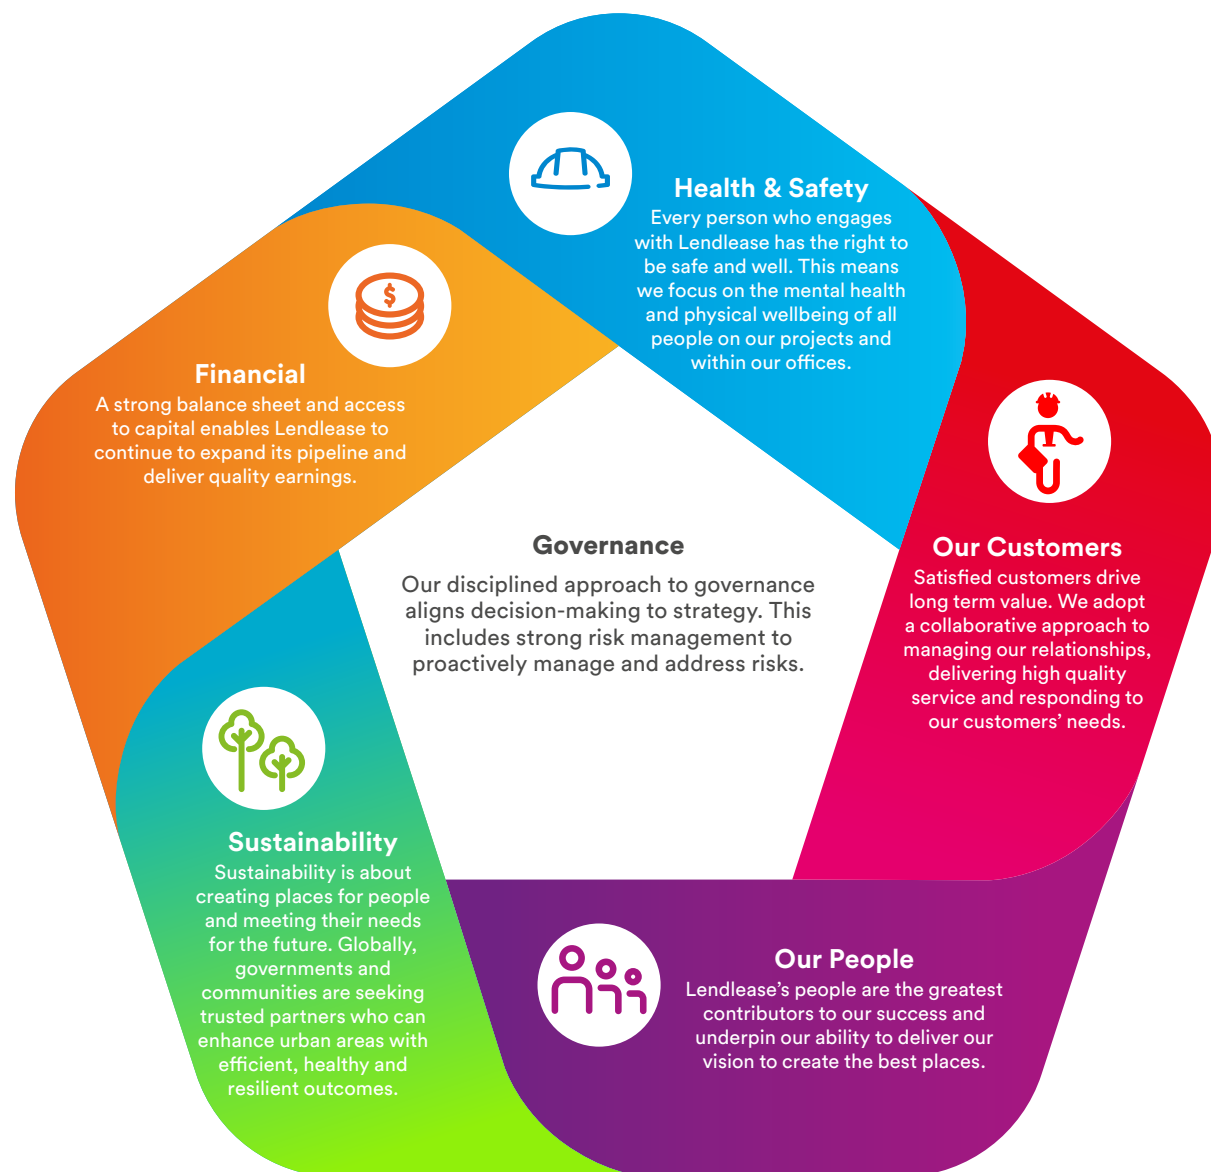 Health & Safety
Every person who engages
with Lendlease has the right to
be safe and well. This means
we focus on the mental health
and physical wellbeing of all
people on our projects and
within our offices.
$
Financial
A strong balance sheet and access
to capital enables Lendlease to
continue to expand its pipeline and
deliver quality earnings.
Governance
Our disciplined approach to governance
aligns decision-making to strategy. This
includes strong risk management to
proactively manage and address risks.
Our Customers
Satisfied customers drive
long term value. We adopt
a collaborative approach to
managing our relationships,
delivering high quality
service and responding to
our customers’ needs.
Sustainability
Sustainability is about
creating places for people
and meeting their needs
for the future. Globally,
governments and
communities are seeking
trusted partners who can
enhance urban areas with
efficient, healthy and
resilient outcomes.
Our People
Lendlease’s people are the greatest
contributors to our success and
underpin our ability to deliver our
vision to create the best places.